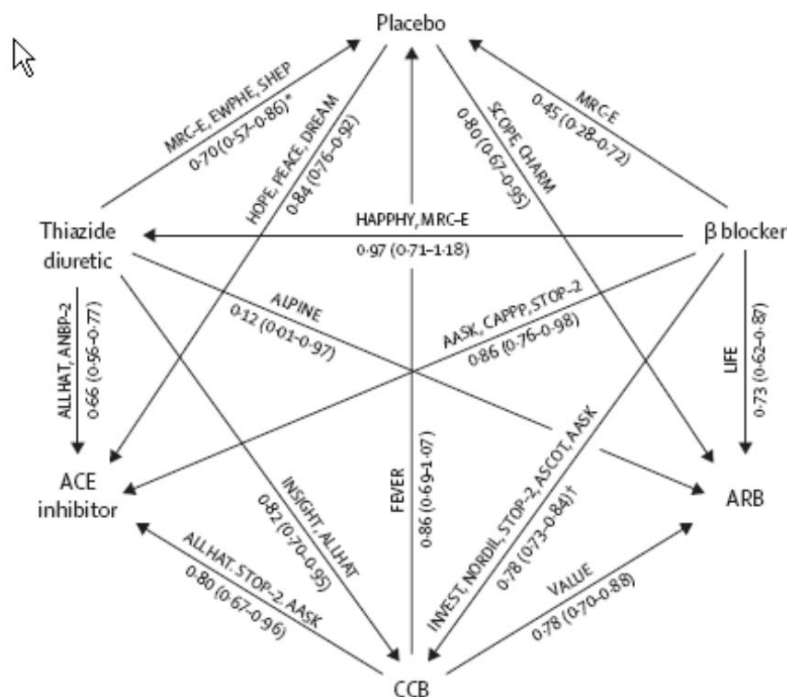 Placebo
MRC-E, EWPHE, SHEP
0·70 (0·57–0·86)*
HOPE, PEACE, DREAM
0·84 (0·76–0·92)
SCOPE, CHARM
0·80 (0·67–0·95)
MRC-E
0·45 (0·28–0·72)
Thiazide
diuretic
HAPPHY, MRC-E
0·97 (0·71–1·18)
β blocker
ALLHAT, ANBP-2
0·66 (0·56–0·77)
ALPINE
0·12 (0·01–0·97)
AASK, CAPPP, STOP-2
0·86 (0·76–0·98)
LIFE
0·73 (0·62–0·87)
ACE
inhibitor
INSIGHT, ALLHAT
0·82 (0·70–0·95)
FEVER
0·86 (0·69–1·07)
INVEST, NORDIL, STOP-2, ASCOT, AASK
0·78 (0·73–0·84)†
ARB
ALLHAT. STOP-2. AASK
0·80 (0·67–0·96)
VALUE
0·78 (0·70–0·88)
CCB